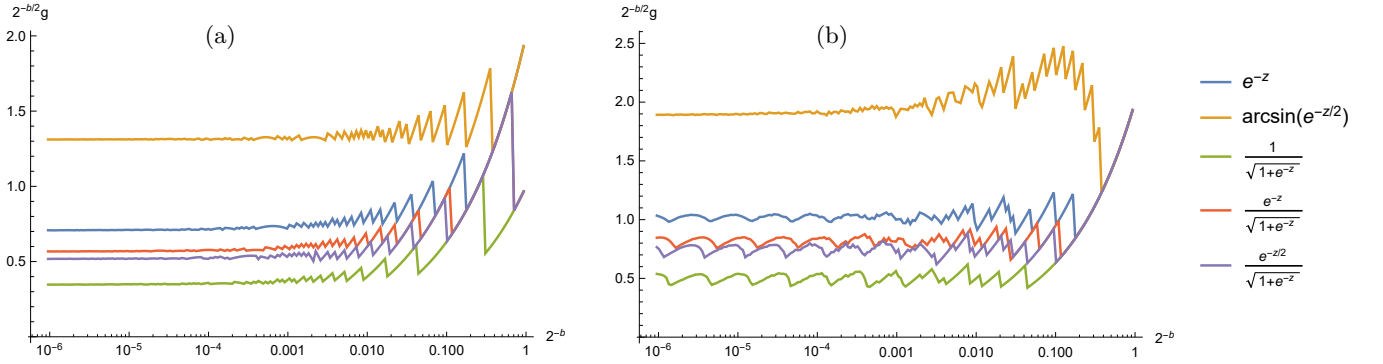 2^{-b/2}g
(a)
2.0
1.5
1.0
0.5
10^{-6}
10^{-5}
10^{-4}
0.001
0.010
0.100
1
2^{-b}
2^{-b/2}g
(b)
2.5
2.0
1.5
1.0
0.5
10^{-6}
10^{-5}
10^{-4}
0.001
0.010
0.100
1
2^{-b}
e^{-z}
arcsin(e^{-z/2})
\frac{1}{\sqrt{1+e^{-z}}}
\frac{e^{-z}}{\sqrt{1+e^{-z}}}
\frac{e^{-z/2}}{\sqrt{1+e^{-z}}}